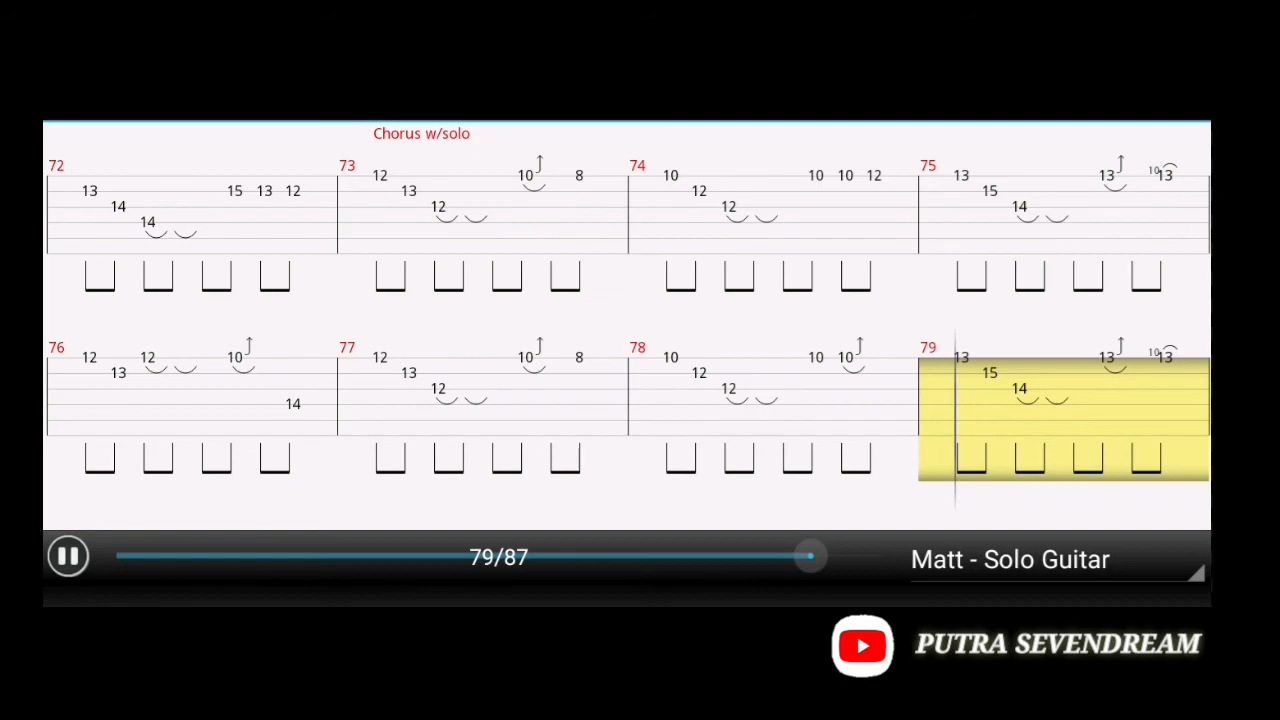 Chorus w/solo
72 73 74 75
12 10↑ 8 10 10 10 12 13 13↑ 10 13
13 15 13 12 13 12 15
14 12 12 14
14
76 77 78 79
12 12 10↑ 12 10↑ 8 10 10 10↑ 13 13↑ 10 13
13 13 12 15
12 12 14
14
79/87
Matt - Solo Guitar
PUTRA SEVENDREAM